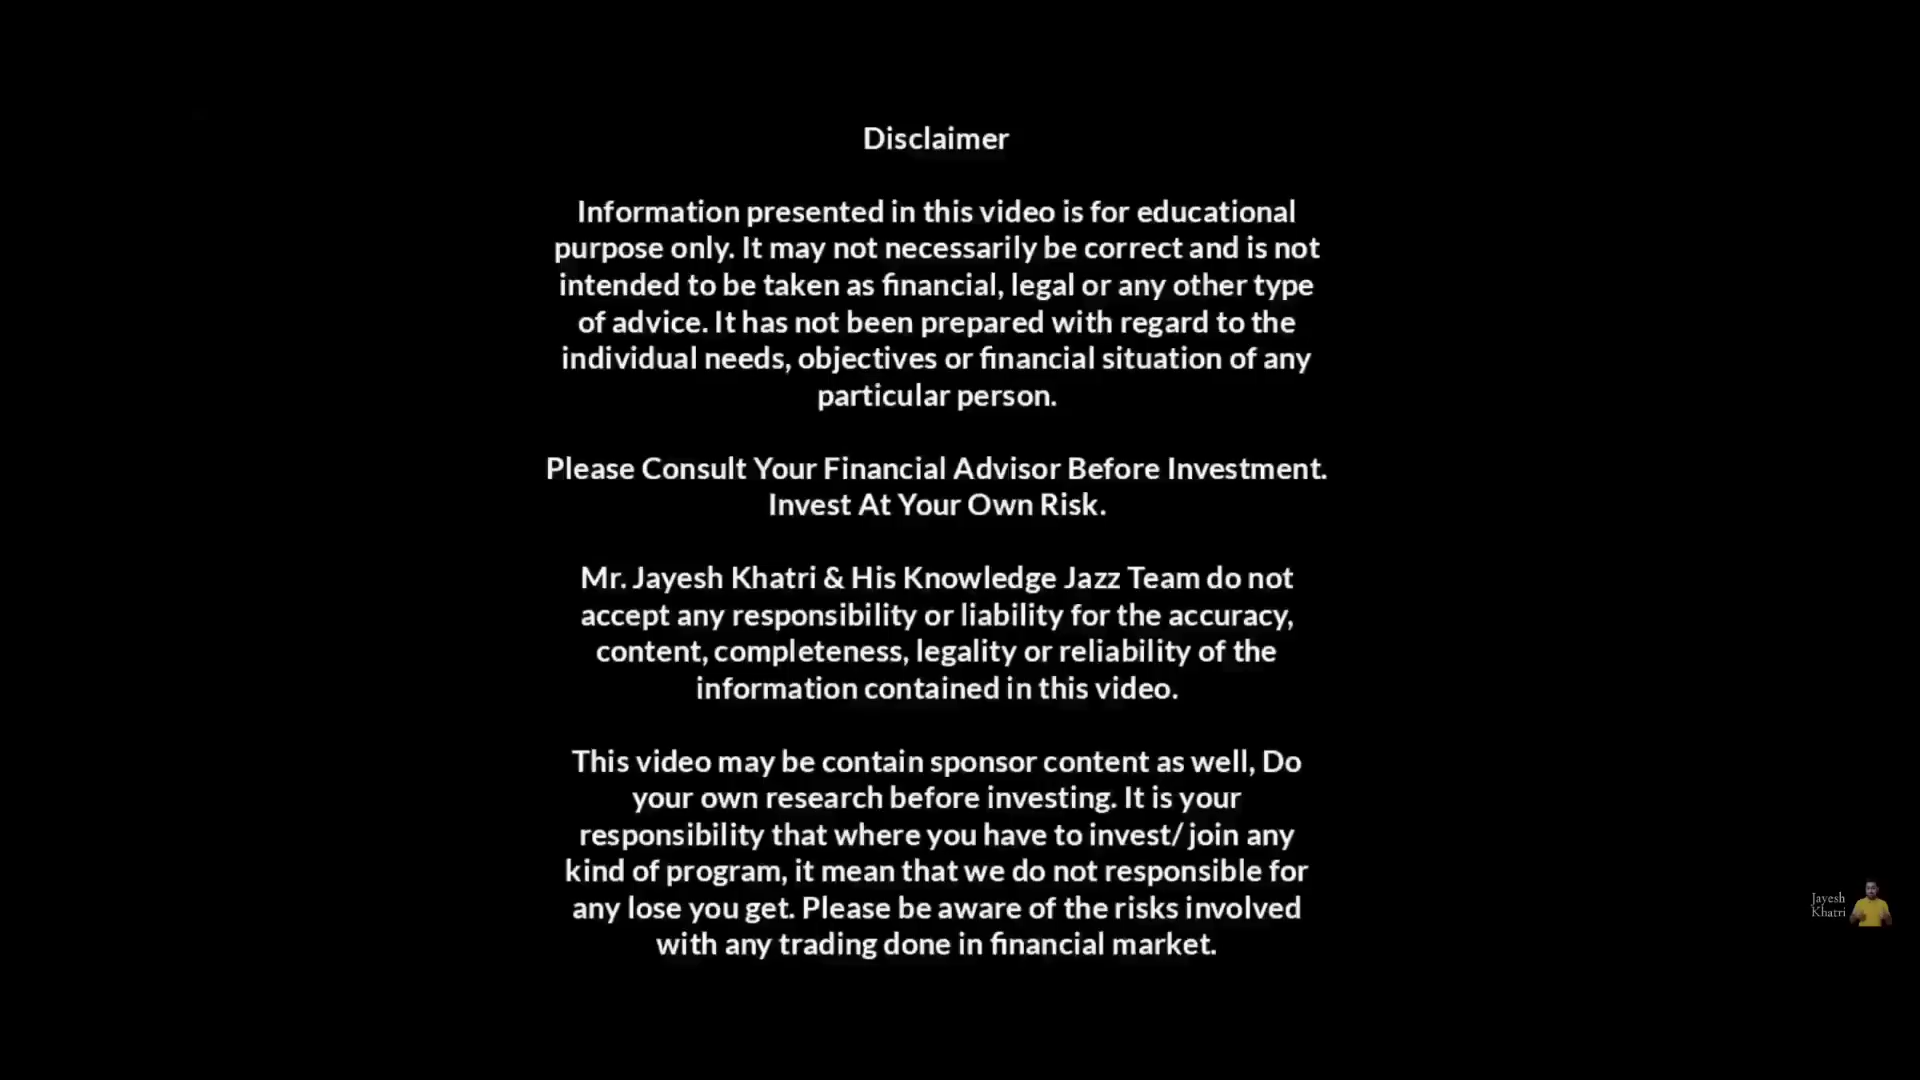 Disclaimer
Information presented in this video is for educational
purpose only. It may not necessarily be correct and is not
intended to be taken as financial, legal or any other type
of advice. It has not been prepared with regard to the
individual needs, objectives or financial situation of any
particular person.
Please Consult Your Financial Advisor Before Investment.
Invest At Your Own Risk.
Mr. Jayesh Khatri & His Knowledge Jazz Team do not
accept any responsibility or liability for the accuracy,
content, completeness, legality or reliability of the
information contained in this video.
This video may be contain sponsor content as well, Do
your own research before investing. It is your
responsibility that where you have to invest/ join any
kind of program, it mean that we do not responsible for
any lose you get. Please be aware of the risks involved
with any trading done in financial market.
Jayesh
Khatri